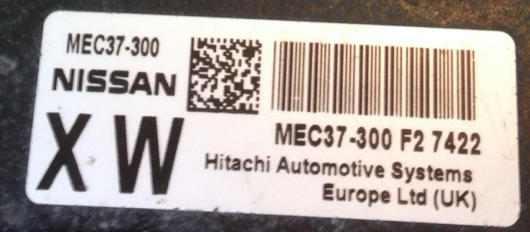 MEC37-300
NISSAN
X W
MEC37-300 F2 7422
Hitachi Automotive Systems
Europe Ltd (UK)